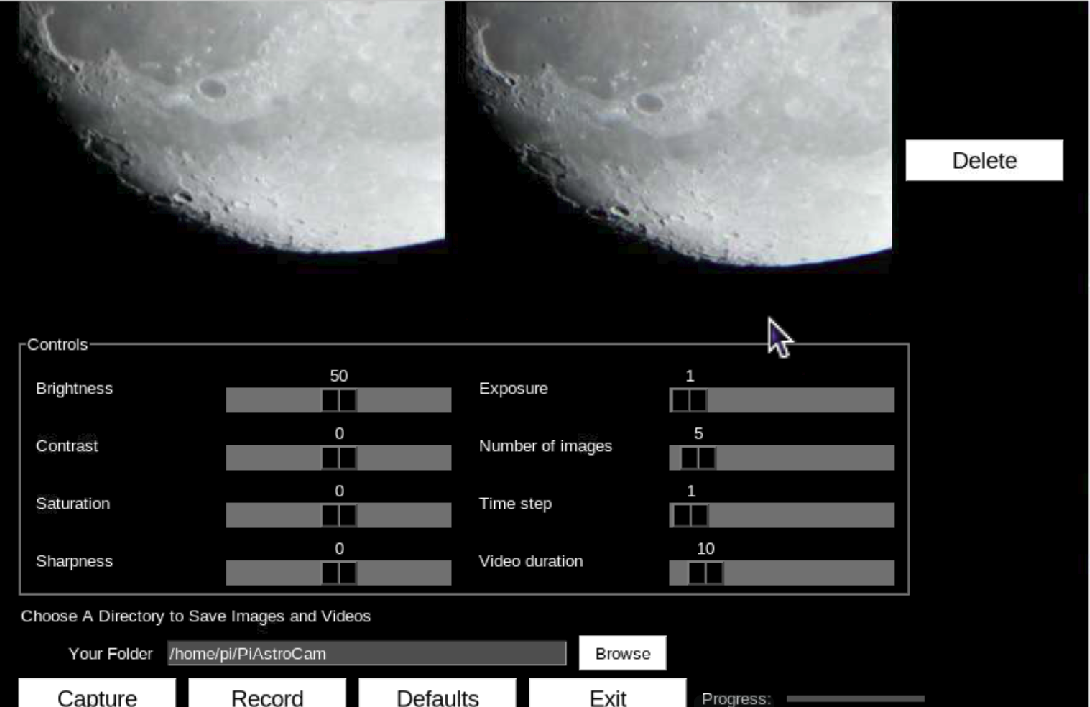 Delete
Controls
50 1
Brightness Exposure
0 5
Contrast Number of images
0 1
Saturation Time step
0 10
Sharpness Video duration
Choose A Directory to Save Images and Videos
Your Folder /home/pi/PiAstroCam Browse
Capture Record Defaults Exit Progress: